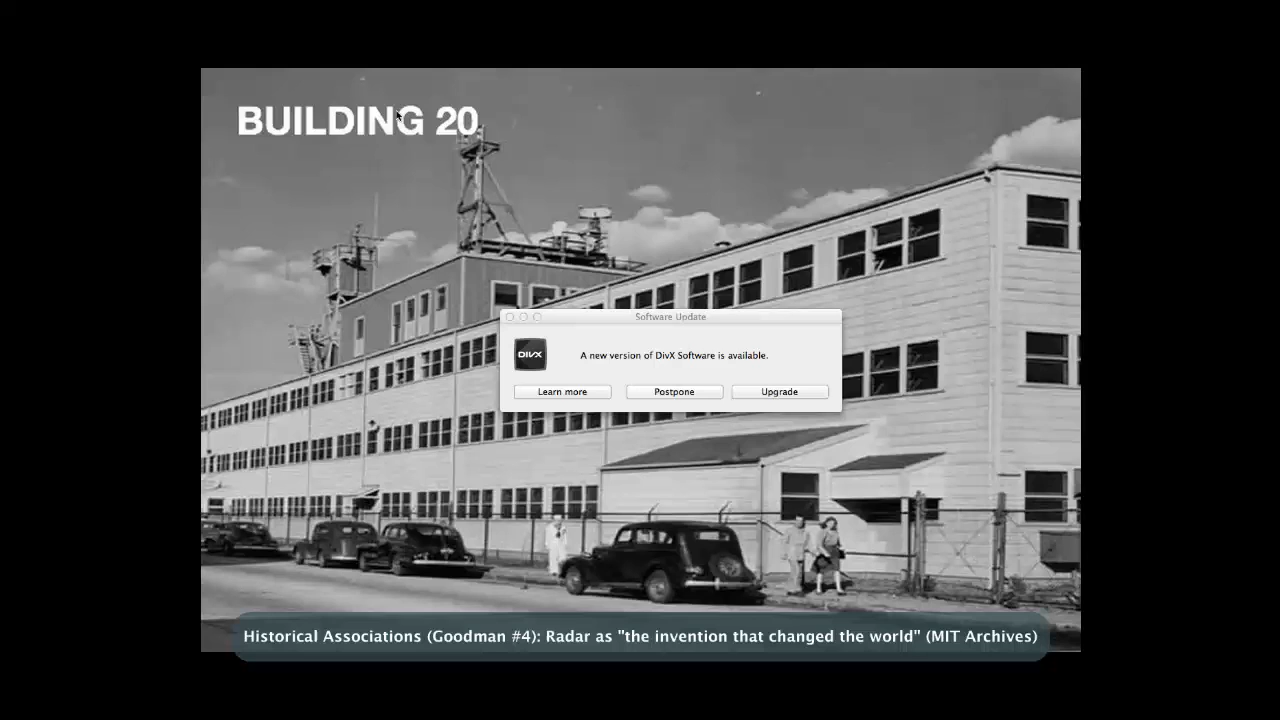 BUILDING 20
Software Update
DIVX
A new version of DivX Software is available.
Learn more
Postpone
Upgrade
Historical Associations (Goodman #4): Radar as "the invention that changed the world" (MIT Archives)